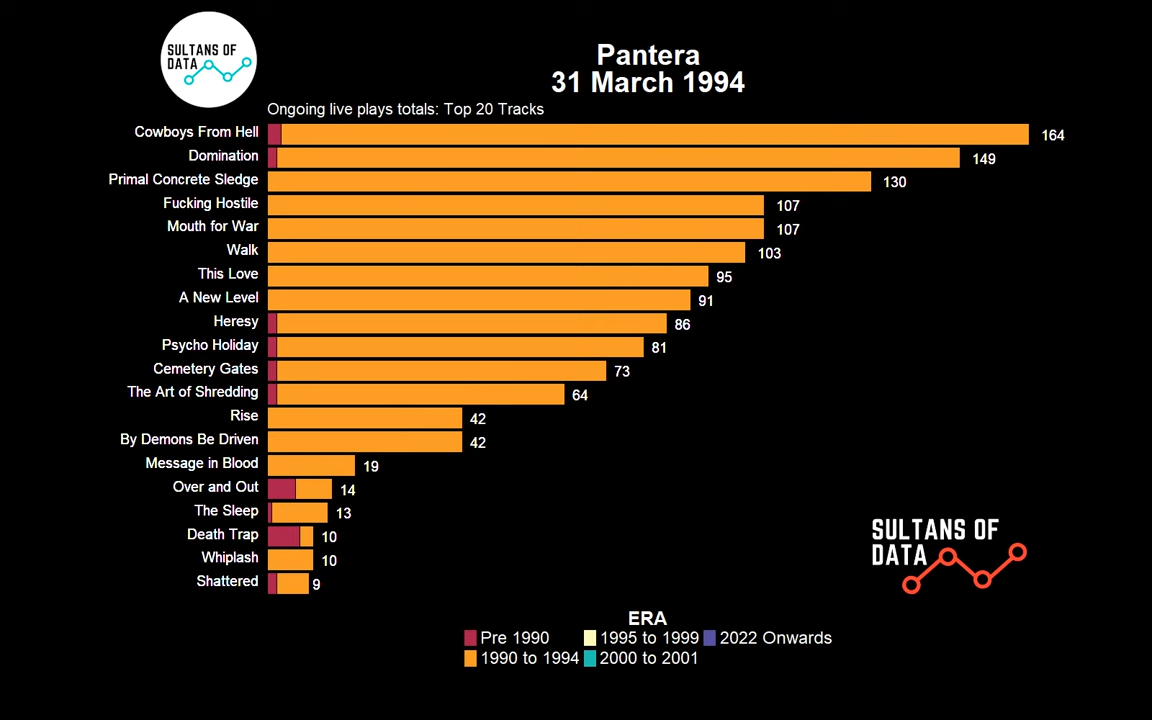 SULTANS OF
DATA
Pantera
31 March 1994
Ongoing live plays totals: Top 20 Tracks
Cowboys From Hell 164
Domination 149
Primal Concrete Sledge 130
Fucking Hostile 107
Mouth for War 107
Walk 103
This Love 95
A New Level 91
Heresy 86
Psycho Holiday 81
Cemetery Gates 73
The Art of Shredding 64
Rise 42
By Demons Be Driven 42
Message in Blood 19
Over and Out 14
The Sleep 13
Death Trap 10
Whiplash 10
Shattered 9
SULTANS OF
DATA
ERA
Pre 1990 1995 to 1999 2022 Onwards
1990 to 1994 2000 to 2001